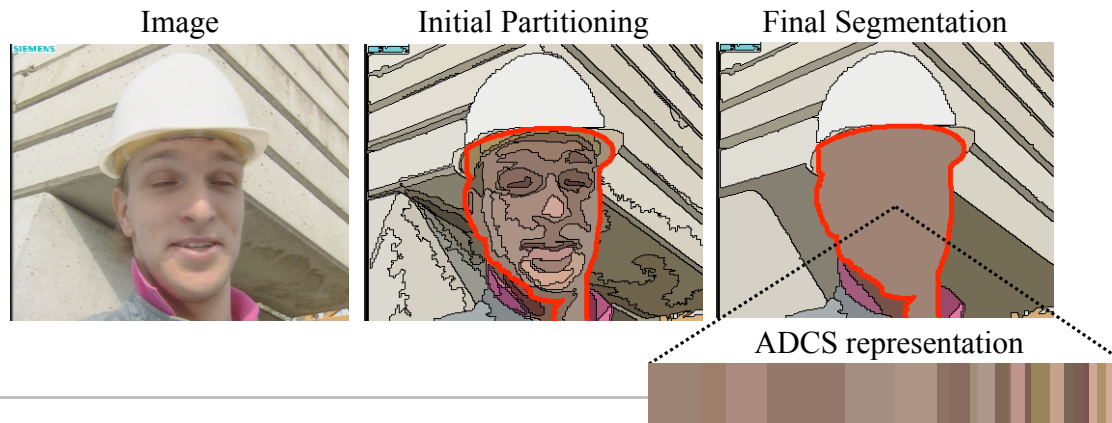 Image
Initial Partitioning
Final Segmentation
SIEMENS
ADCS representation